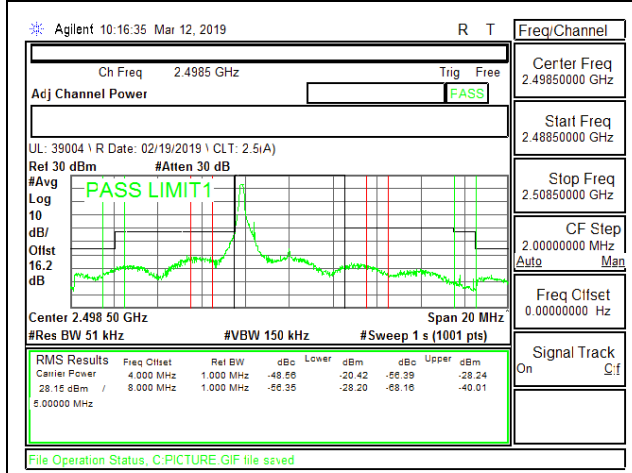 Agilent 10:16:35 Mar 12, 2019 R T
Ch Freq 2.4985 GHz Trig Free
Adj Channel Power PASS
UL: 39004 \ R Date: 02/19/2019 \ CLT: 2.5(A)
Ref 30 dBm #Atten 30 dB
#Avg
Log
10
dB/
Offst
16.2
dB
PASS LIMIT1
Center 2.498 50 GHz Span 20 MHz
#Res BW 51 kHz #VBW 150 kHz #Sweep 1 s (1001 pts)
RMS Results Freq Offset Ref BW dBc Lower dBm dBc Upper dBm
Carrier Power 4.000 MHz 1.000 MHz -48.56 -20.42 -56.39 -28.24
28.15 dBm / 8.000 MHz 1.000 MHz -56.35 -28.20 -68.16 -40.01
5.00000 MHz
File Operation Status, C:PICTURE.GIF file saved
Freq/Channel
Center Freq
2.49850000 GHz
Start Freq
2.48850000 GHz
Stop Freq
2.50850000 GHz
CF Step
2.00000000 MHz
Auto Man
Freq Offset
0.00000000 Hz
Signal Track
On Off